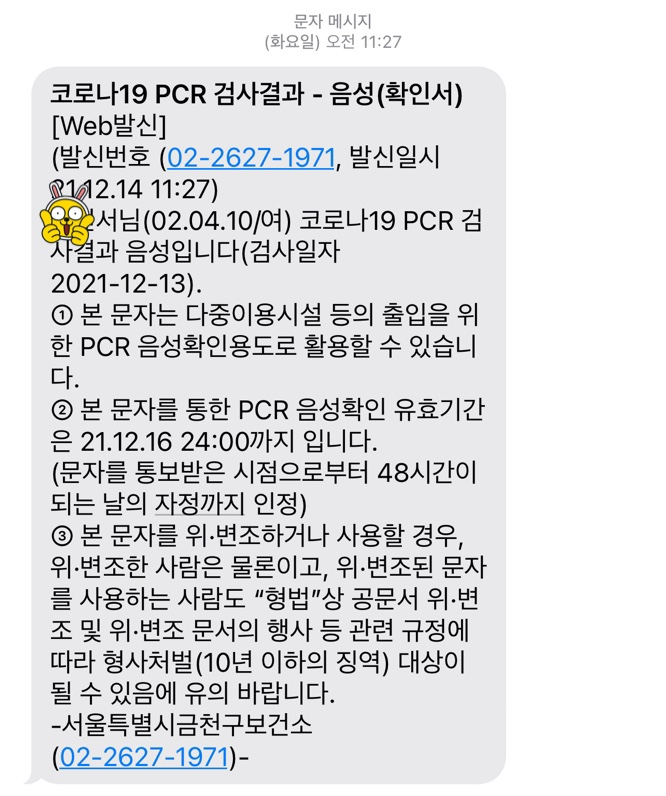 문자 메시지
(화요일) 오전 11:27
코로나19 PCR 검사결과 - 음성(확인서)
[Web발신]
(발신번호 (02-2627-1971, 발신일시
21.12.14 11:27)
서님(02.04.10/여) 코로나19 PCR 검
사결과 음성입니다(검사일자
2021-12-13).
① 본 문자는 다중이용시설 등의 출입을 위
한 PCR 음성확인용도로 활용할 수 있습니
다.
② 본 문자를 통한 PCR 음성확인 유효기간
은 21.12.16 24:00까지 입니다.
(문자를 통보받은 시점으로부터 48시간이
되는 날의 자정까지 인정)
③ 본 문자를 위·변조하거나 사용할 경우,
위·변조한 사람은 물론이고, 위·변조된 문자
를 사용하는 사람도 “형법”상 공문서 위·변
조 및 위·변조 문서의 행사 등 관련 규정에
따라 형사처벌(10년 이하의 징역) 대상이
될 수 있음에 유의 바랍니다.
-서울특별시금천구보건소
(02-2627-1971)-